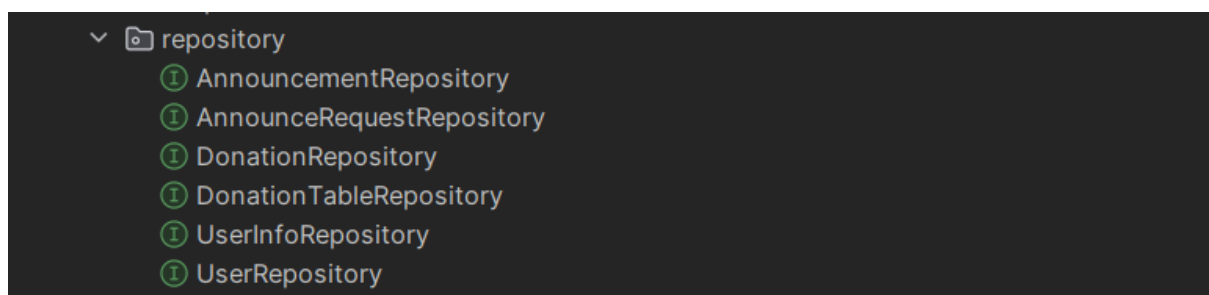 repository
AnnouncementRepository
AnnounceRequestRepository
DonationRepository
DonationTableRepository
UserInfoRepository
UserRepository